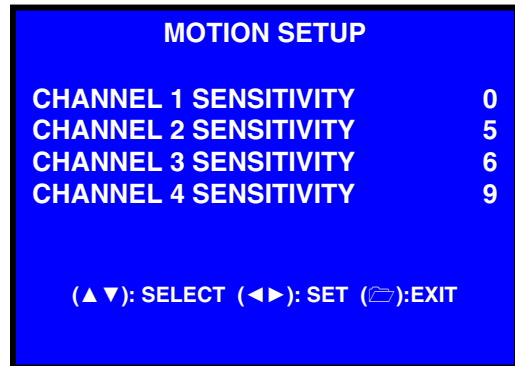 MOTION SETUP
CHANNEL 1 SENSITIVITY 0
CHANNEL 2 SENSITIVITY 5
CHANNEL 3 SENSITIVITY 6
CHANNEL 4 SENSITIVITY 9
(▲▼): SELECT (◄►): SET (🗁):EXIT